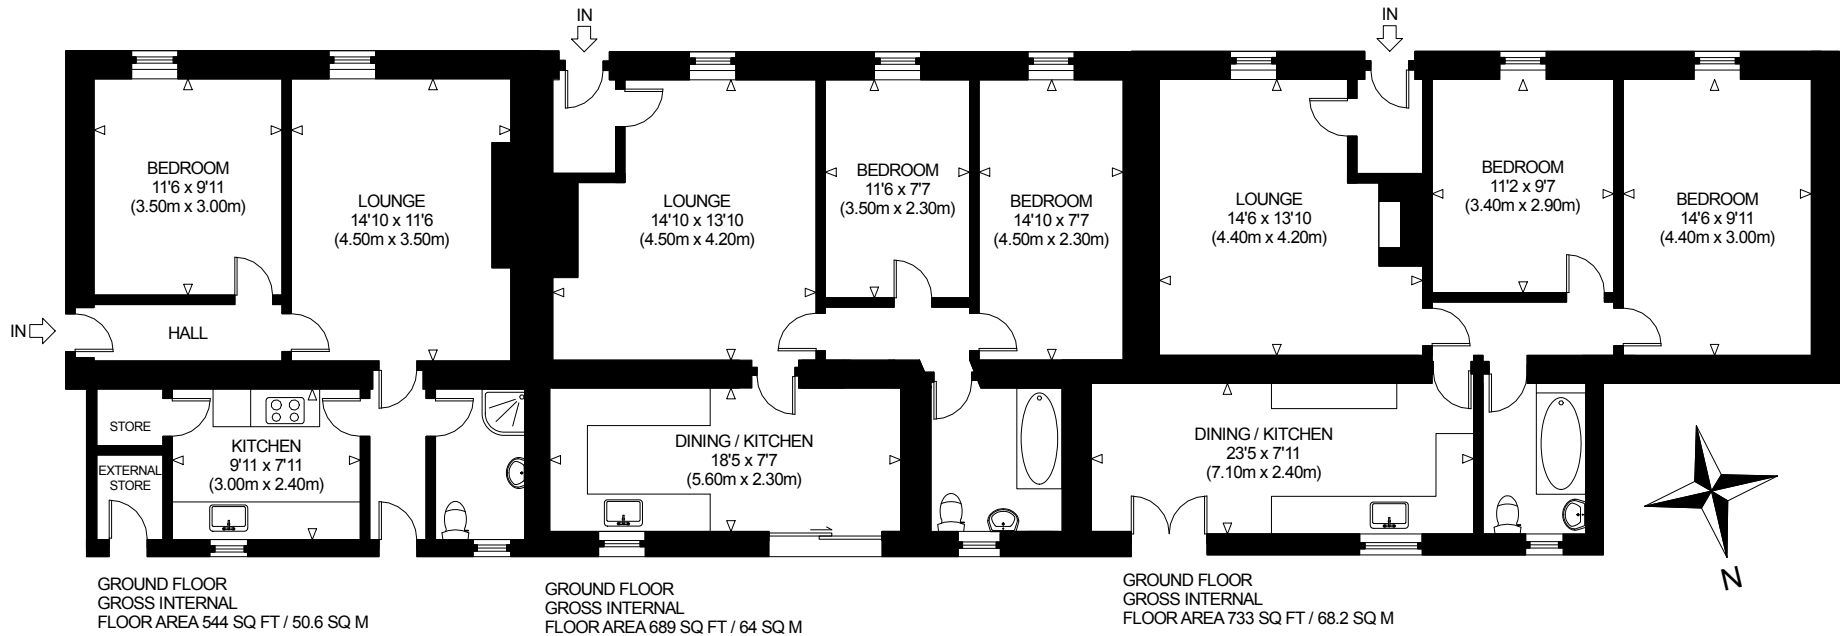 IN
IN
BEDROOM
11'6 x 9'11
(3.50m x 3.00m)
LOUNGE
14'10 x 11'6
(4.50m x 3.50m)
LOUNGE
14'10 x 13'10
(4.50m x 4.20m)
BEDROOM
11'6 x 7'7
(3.50m x 2.30m)
BEDROOM
14'10 x 7'7
(4.50m x 2.30m)
LOUNGE
14'6 x 13'10
(4.40m x 4.20m)
BEDROOM
11'2 x 9'7
(3.40m x 2.90m)
BEDROOM
14'6 x 9'11
(4.40m x 3.00m)
IN
HALL
STORE
EXTERNAL
STORE
KITCHEN
9'11 x 7'11
(3.00m x 2.40m)
DINING / KITCHEN
18'5 x 7'7
(5.60m x 2.30m)
DINING / KITCHEN
23'5 x 7'11
(7.10m x 2.40m)
N
GROUND FLOOR
GROSS INTERNAL
FLOOR AREA 544 SQ FT / 50.6 SQ M
GROUND FLOOR
GROSS INTERNAL
FLOOR AREA 689 SQ FT / 64 SQ M
GROUND FLOOR
GROSS INTERNAL
FLOOR AREA 733 SQ FT / 68.2 SQ M